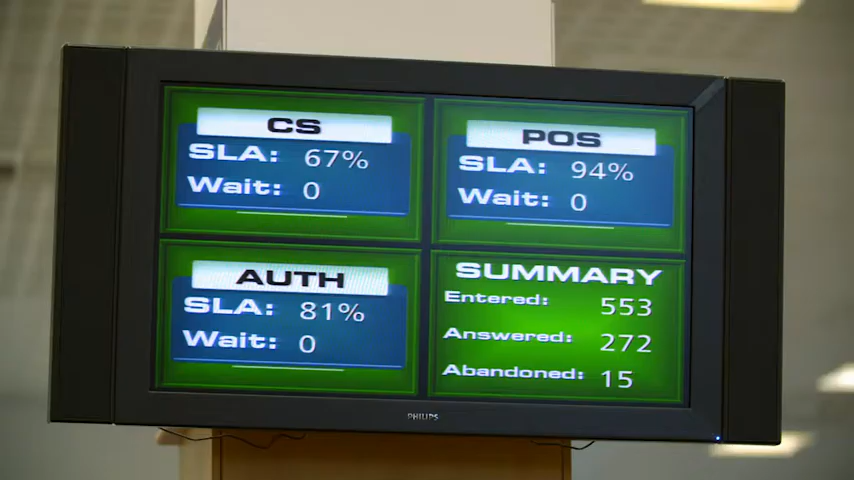 CS
SLA: 67%
Wait: 0
POS
SLA: 94%
Wait: 0
AUTH
SLA: 81%
Wait: 0
SUMMARY
Entered: 553
Answered: 272
Abandoned: 15
PHILIPS